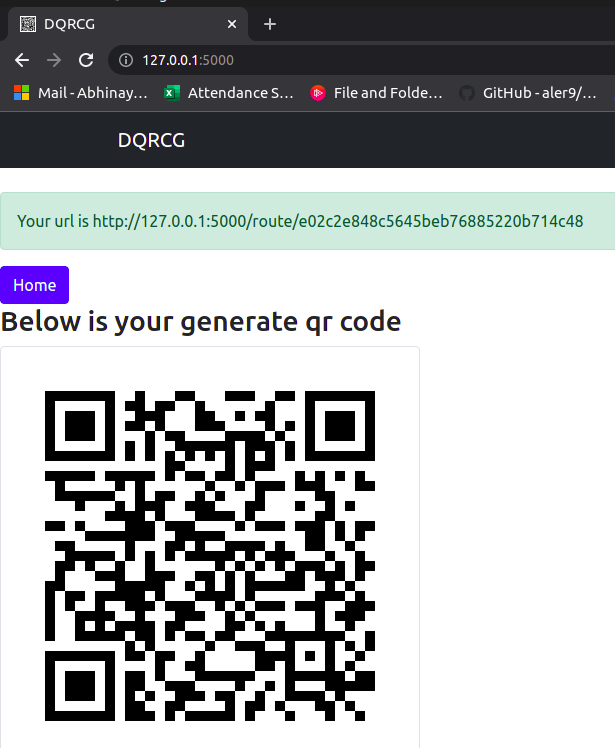 DQRCG
127.0.0.1:5000
Mail - Abhinay... Attendance S... File and Folde... GitHub - aler9/...
DQRCG
Your url is http://127.0.0.1:5000/route/e02c2e848c5645beb76885220b714c48
Home
Below is your generate qr code